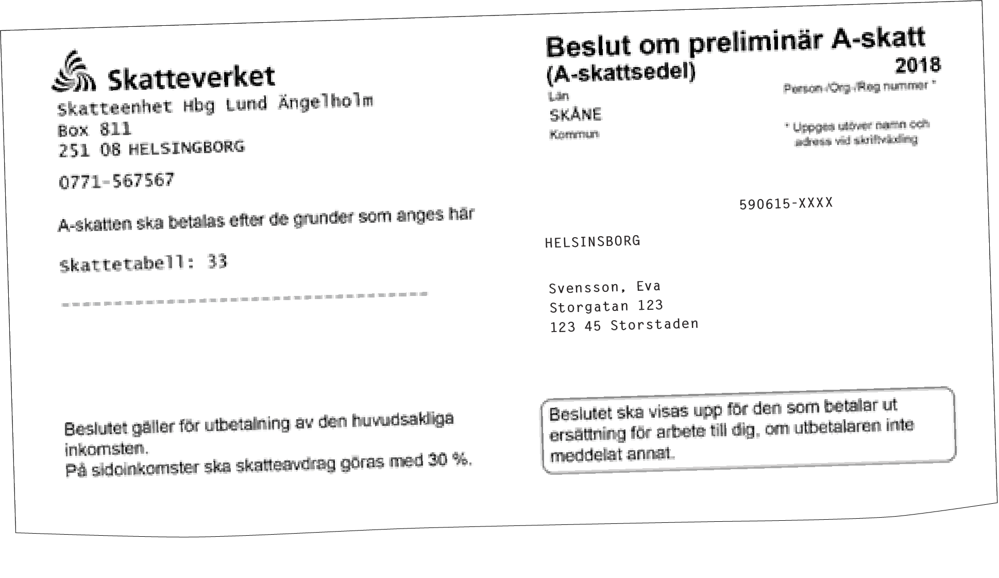 Skatteverket
Skatteenhet Hbg Lund Ängelholm
Box 811
251 08 HELSINGBORG
0771-567567
A-skatten ska betalas efter de grunder som anges här
Skattetabell: 33
Beslutet gäller för utbetalning av den huvudsakliga
inkomsten.
På sidoinkomster ska skatteavdrag göras med 30 %.
Beslut om preliminär A-skatt
(A-skattsedel) 2018
Län
Person-/Org-/Reg nummer *
SKÅNE
Kommun
* Uppges utöver namn och
adress vid skriftväxling
590615-XXXX
HELSINSBORG
Svensson, Eva
Storgatan 123
123 45 Storstaden
Beslutet ska visas upp för den som betalar ut
ersättning för arbete till dig, om utbetalaren inte
meddelat annat.